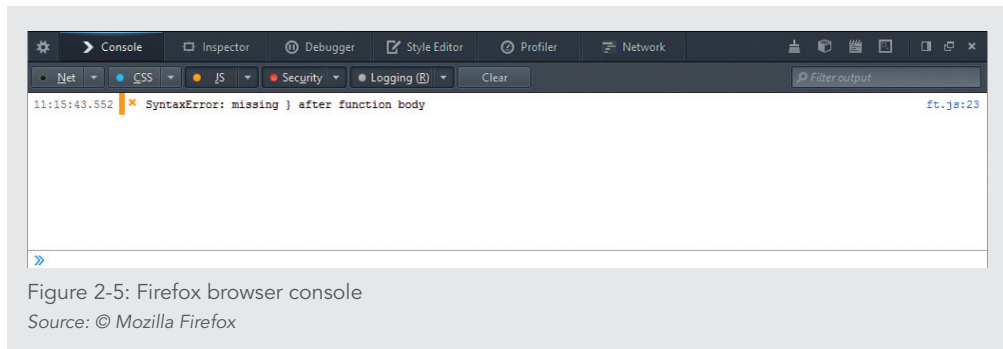 Console Inspector Debugger Style Editor Profiler Network
Net CSS JS Security Logging (R) Clear Filter output
11:15:43.552 SyntaxError: missing } after function body ft.js:23
Figure 2-5: Firefox browser console
Source: © Mozilla Firefox